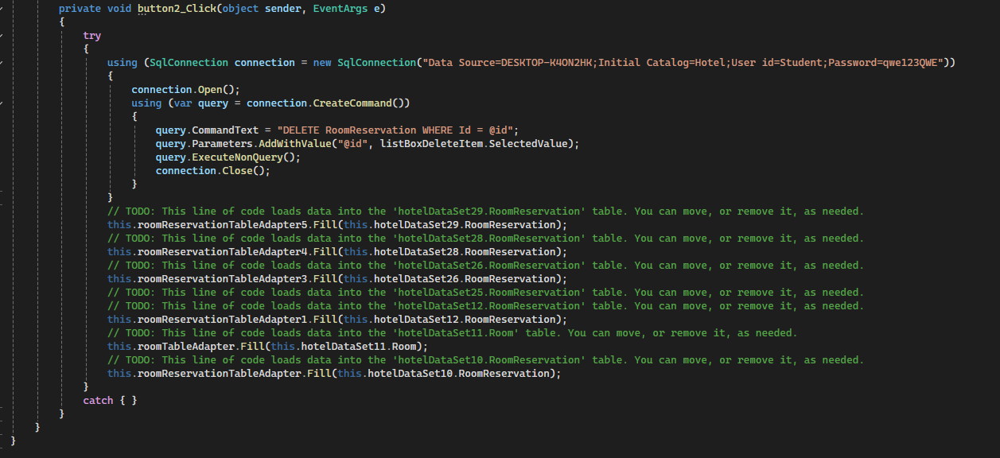 private void button2_Click(object sender, EventArgs e)
{
try
{
using (SqlConnection connection = new SqlConnection("Data Source=DESKTOP-K4ON2HK;Initial Catalog=Hotel;User id=Student;Password=qwe123QWE"))
{
connection.Open();
using (var query = connection.CreateCommand())
{
query.CommandText = "DELETE RoomReservation WHERE Id = @id";
query.Parameters.AddWithValue("@id", listBoxDeleteItem.SelectedValue);
query.ExecuteNonQuery();
connection.Close();
}
}
// TODO: This line of code loads data into the 'hotelDataSet29.RoomReservation' table. You can move, or remove it, as needed.
this.roomReservationTableAdapter5.Fill(this.hotelDataSet29.RoomReservation);
// TODO: This line of code loads data into the 'hotelDataSet28.RoomReservation' table. You can move, or remove it, as needed.
this.roomReservationTableAdapter4.Fill(this.hotelDataSet28.RoomReservation);
// TODO: This line of code loads data into the 'hotelDataSet26.RoomReservation' table. You can move, or remove it, as needed.
this.roomReservationTableAdapter3.Fill(this.hotelDataSet26.RoomReservation);
// TODO: This line of code loads data into the 'hotelDataSet25.RoomReservation' table. You can move, or remove it, as needed.
// TODO: This line of code loads data into the 'hotelDataSet12.RoomReservation' table. You can move, or remove it, as needed.
this.roomReservationTableAdapter1.Fill(this.hotelDataSet12.RoomReservation);
// TODO: This line of code loads data into the 'hotelDataSet11.Room' table. You can move, or remove it, as needed.
this.roomTableAdapter.Fill(this.hotelDataSet11.Room);
// TODO: This line of code loads data into the 'hotelDataSet10.RoomReservation' table. You can move, or remove it, as needed.
this.roomReservationTableAdapter.Fill(this.hotelDataSet10.RoomReservation);
}
catch { }
}
}
}